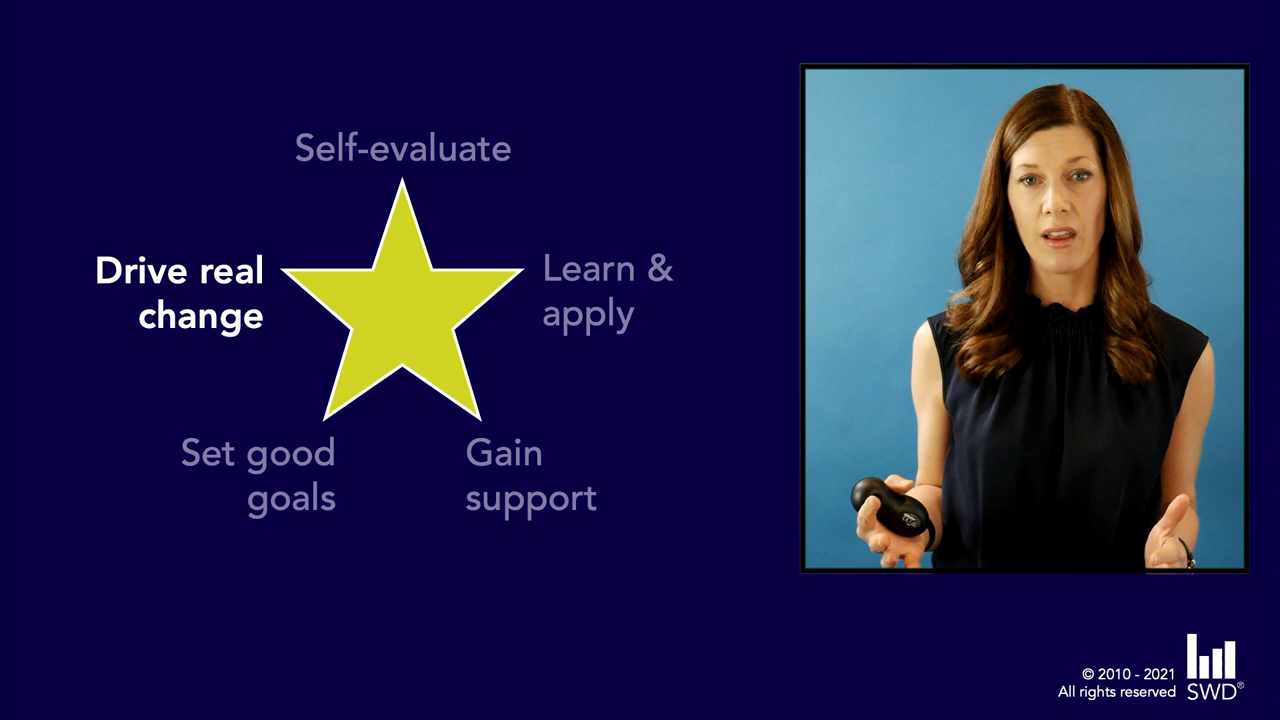 Self-evaluate
Drive real
change
Learn &
apply
Set good
goals
Gain
support
© 2010 - 2021
All rights reserved
SWD®